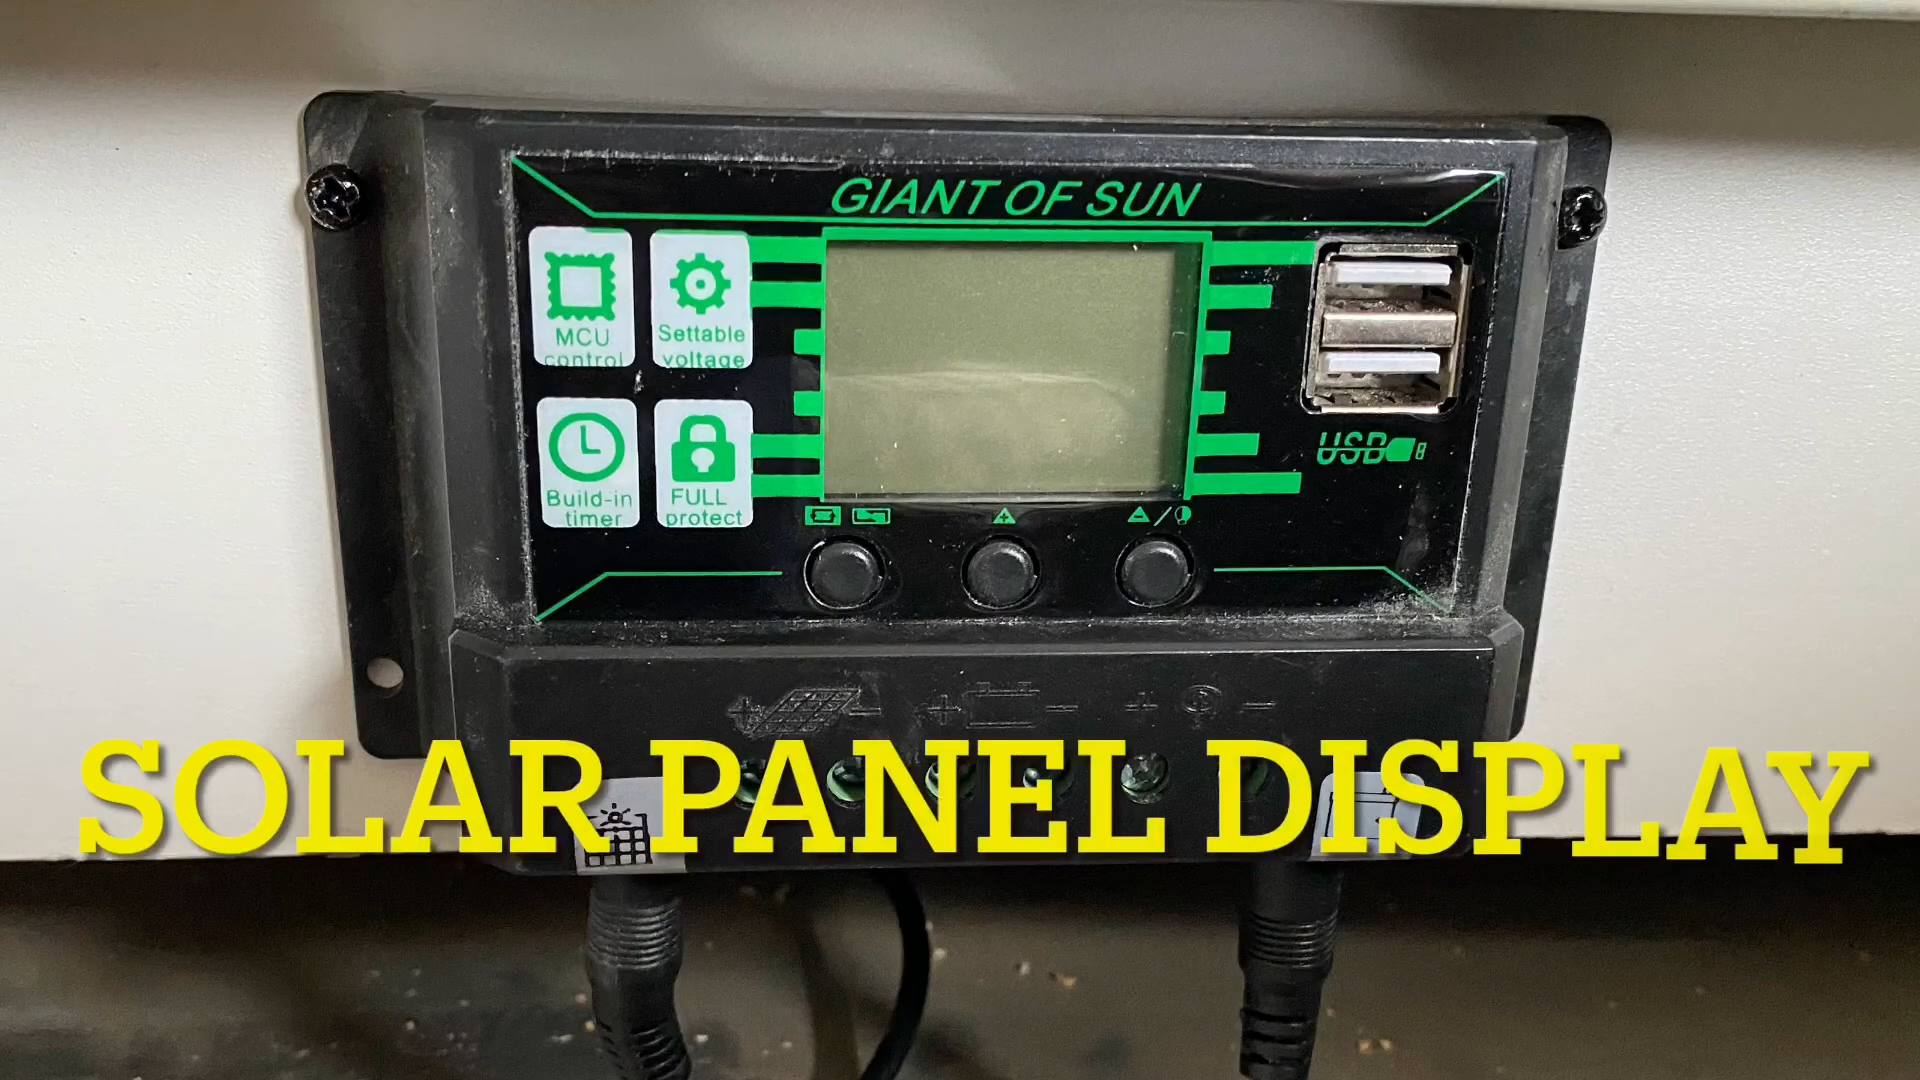 GIANT OF SUN
MCU
control
Settable
voltage
Build-in
timer
FULL
protect
USB
SOLAR PANEL DISPLAY